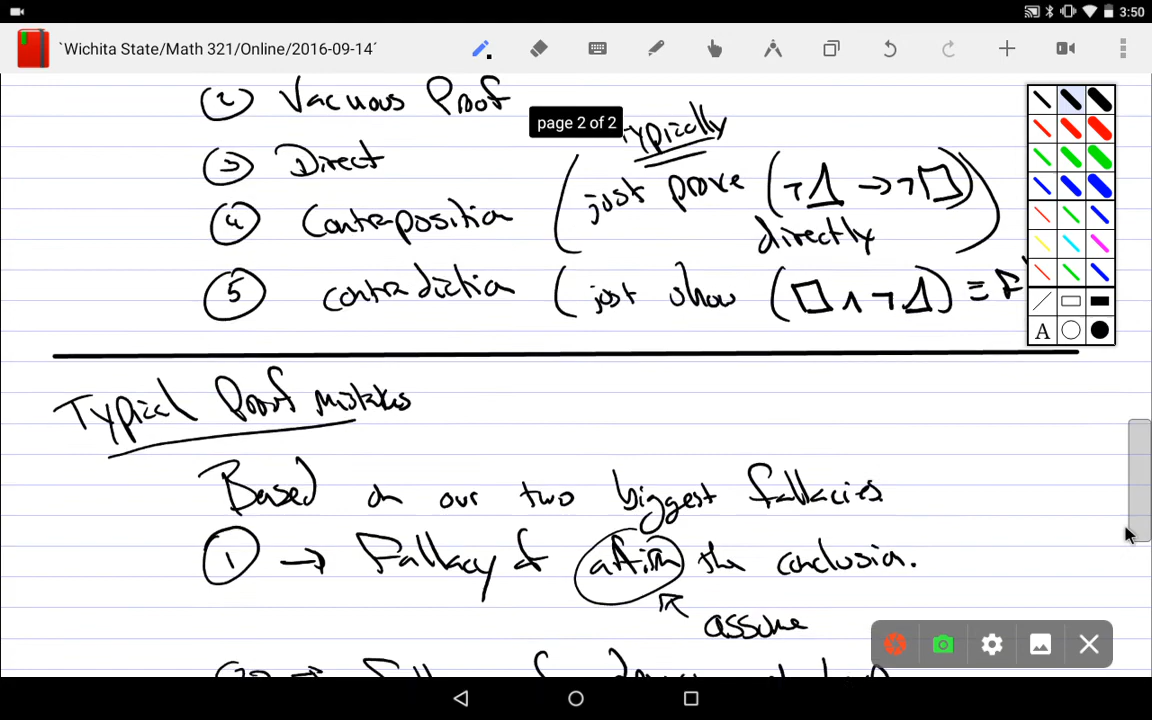 3:50
`Wichita State/Math 321/Online/2016-09-14´
② Vacuous Proof
page 2 of 2
typically
③ Direct
(just prove (¬△ → ¬□))
directly
④ Contraposition
⑤ contradiction (just show (□ ∧ ¬△) ≡ F
A
Typical Proof mistakes
Based on our two biggest fallacies
① → Fallacy of affirm the conclusion.
assume